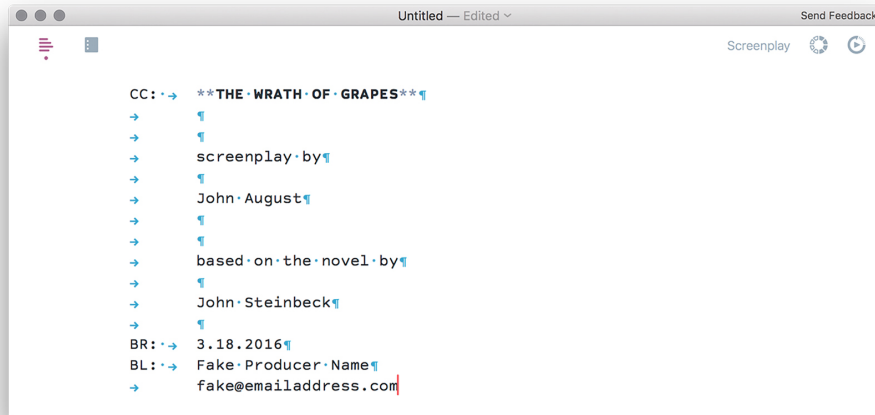 Untitled — Edited
Send Feedback
Screenplay
CC: **THE WRATH OF GRAPES**
screenplay by
John August
based on the novel by
John Steinbeck
BR: 3.18.2016
BL: Fake Producer Name
fake@emailaddress.com